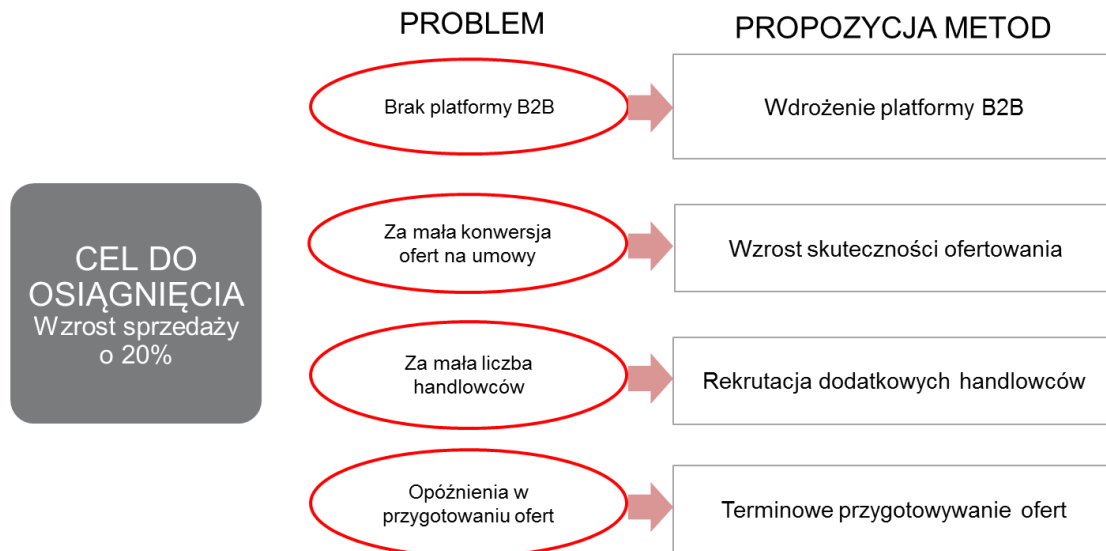 PROBLEM
PROPOZYCJA METOD
Brak platformy B2B
Wdrożenie platformy B2B
CEL DO
OSIĄGNIĘCIA
Wzrost sprzedaży
o 20%
Za mała konwersja
ofert na umowy
Wzrost skuteczności ofertowania
Za mała liczba
handlowców
Rekrutacja dodatkowych handlowców
Opóźnienia w
przygotowaniu ofert
Terminowe przygotowywanie ofert